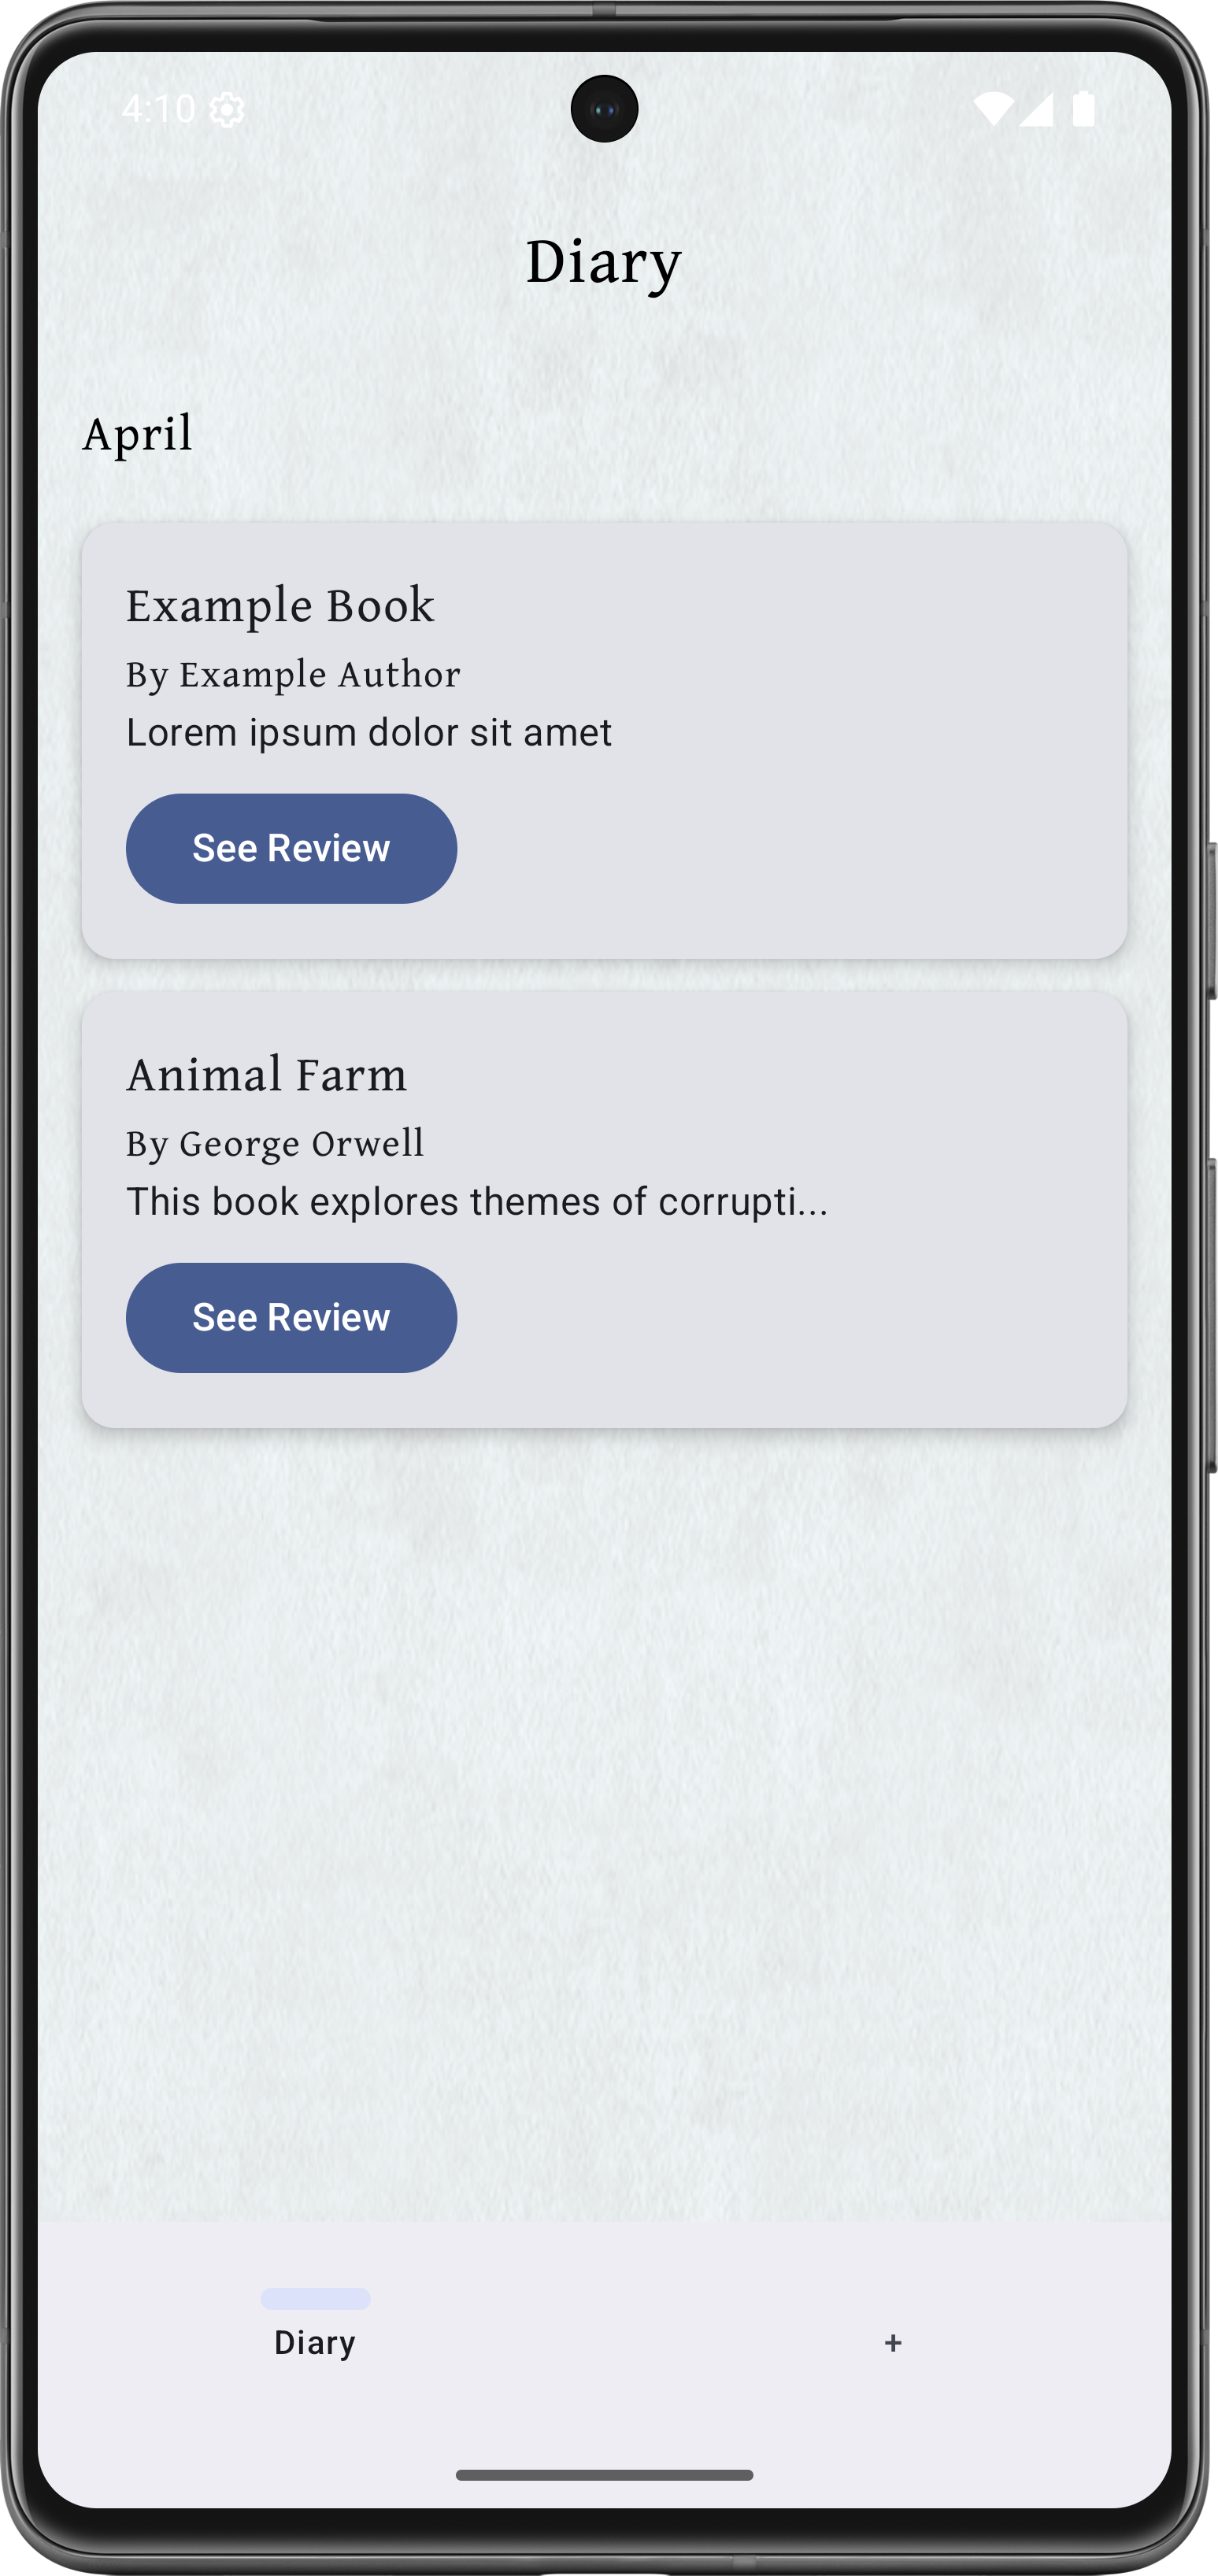 4:10
Diary
April
Example Book
By Example Author
Lorem ipsum dolor sit amet
See Review
Animal Farm
By George Orwell
This book explores themes of corrupti...
See Review
Diary
+